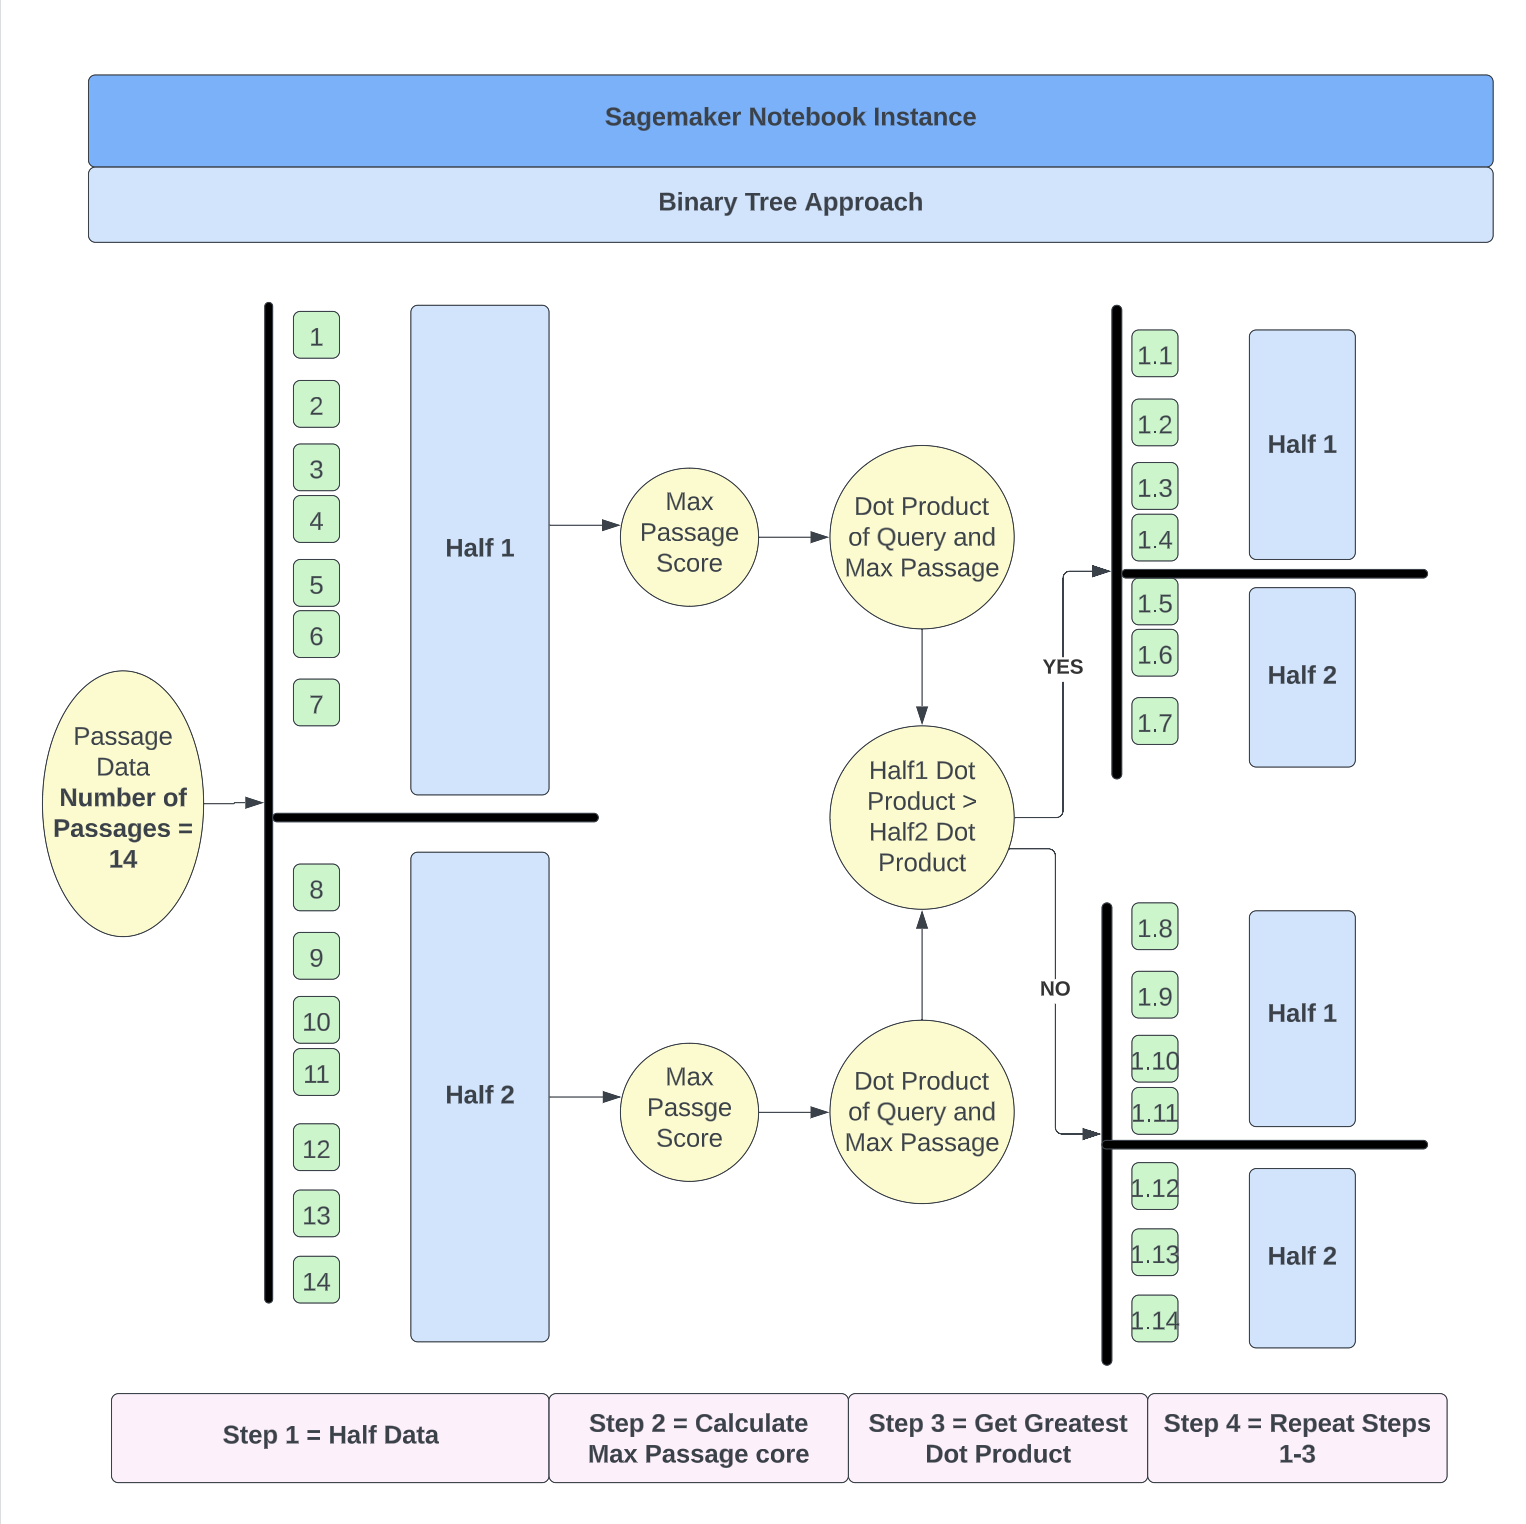 Sagemaker Notebook Instance
Binary Tree Approach
Passage
Data
Number of
Passages =
14
1
2
3
4
5
6
7
8
9
10
11
12
13
14
Half 1
Half 2
Max
Passage
Score
Dot Product
of Query and
Max Passage
Half1 Dot
Product >
Half2 Dot
Product
Max
Passge
Score
Dot Product
of Query and
Max Passage
YES
NO
1.1
1.2
1.3
1.4
1.5
1.6
1.7
Half 1
Half 2
1.8
1.9
1.10
1.11
1.12
1.13
1.14
Half 1
Half 2
Step 1 = Half Data
Step 2 = Calculate
Max Passage core
Step 3 = Get Greatest
Dot Product
Step 4 = Repeat Steps
1-3